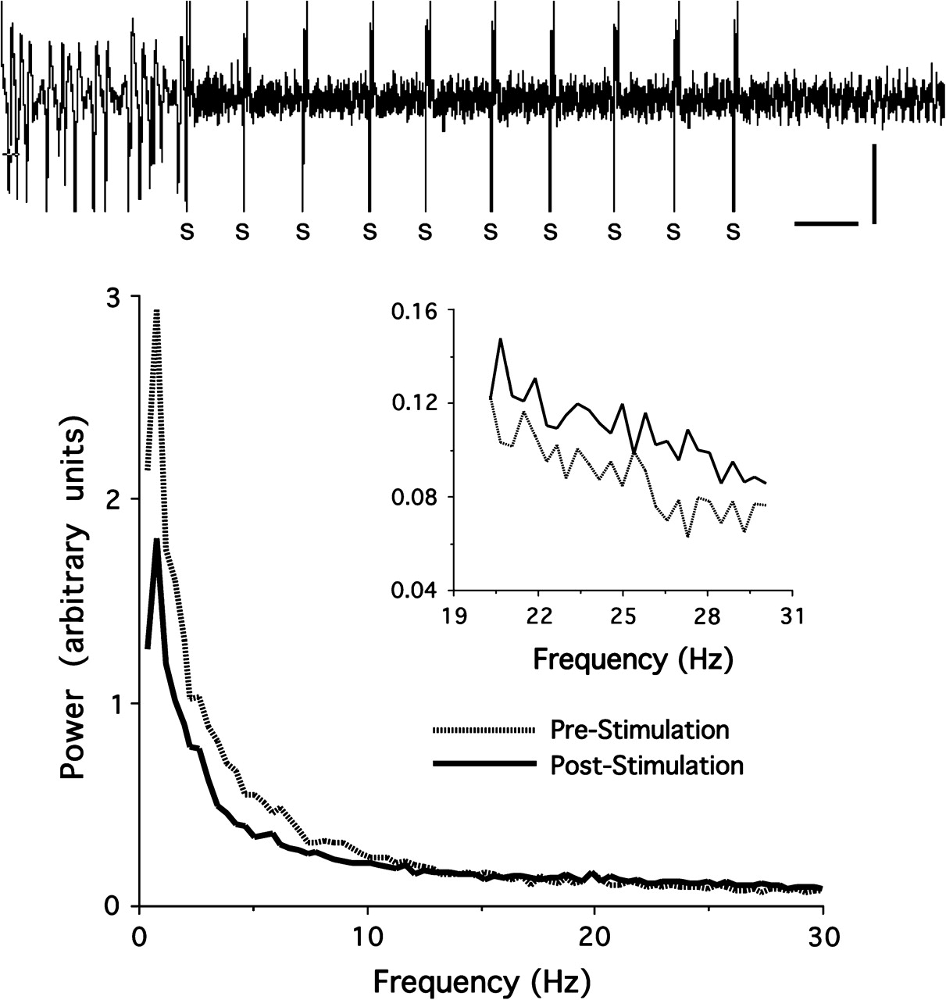 S S S S S S S S S S
3
2
1
0
Power (arbitrary units)
0 10 20 30
Frequency (Hz)
0.16
0.12
0.08
0.04
19 22 25 28 31
Frequency (Hz)
Pre-Stimulation
Post-Stimulation